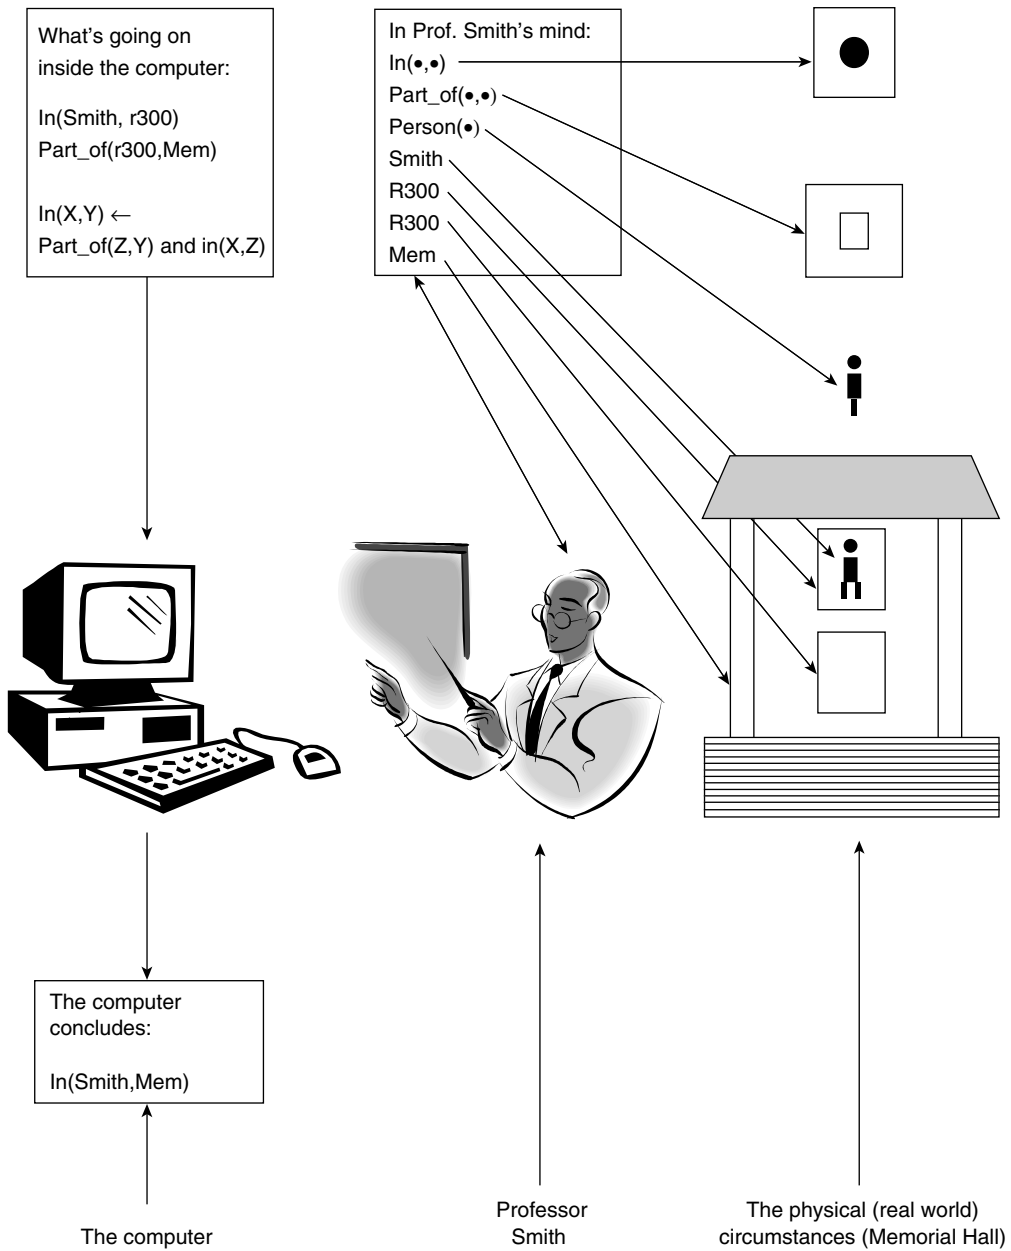 What's going on
inside the computer:
In(Smith, r300)
Part_of(r300,Mem)
In(X,Y) ←
Part_of(Z,Y) and in(X,Z)
In Prof. Smith's mind:
In(•,•)
Part_of(•,•)
Person(•)
Smith
R300
R300
Mem
The computer
concludes:
In(Smith,Mem)
The computer
Professor
Smith
The physical (real world)
circumstances (Memorial Hall)